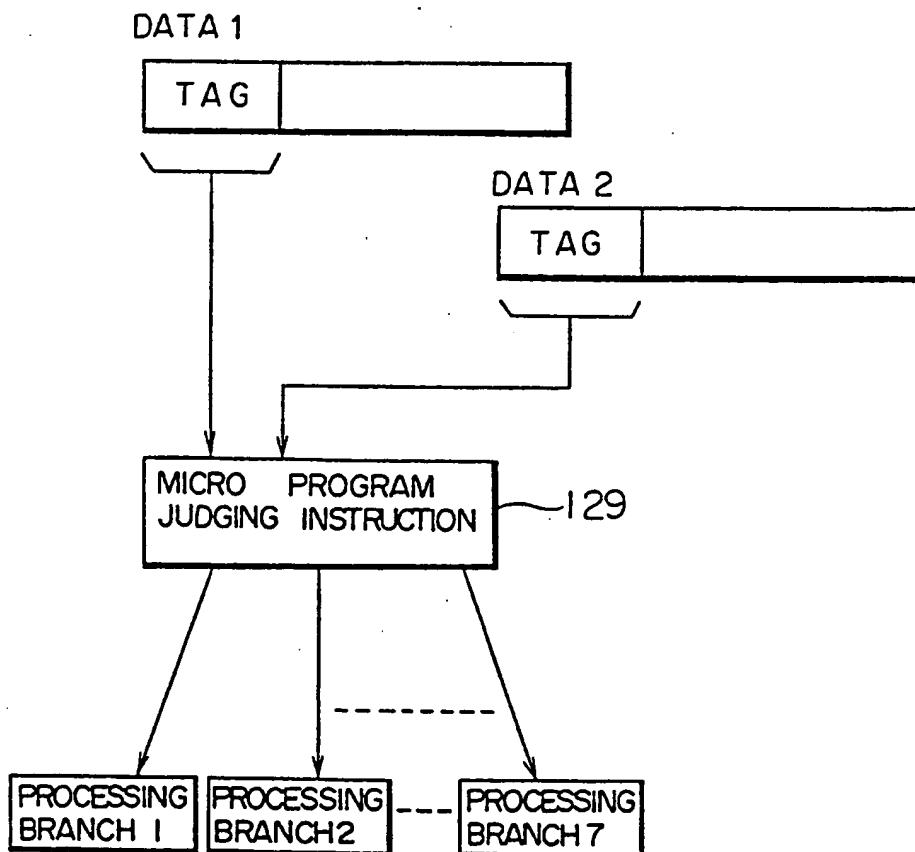 DATA 1
TAG
DATA 2
TAG
MICRO PROGRAM
JUDGING INSTRUCTION
129
PROCESSING
BRANCH 1
PROCESSING
BRANCH2
PROCESSING
BRANCH 7